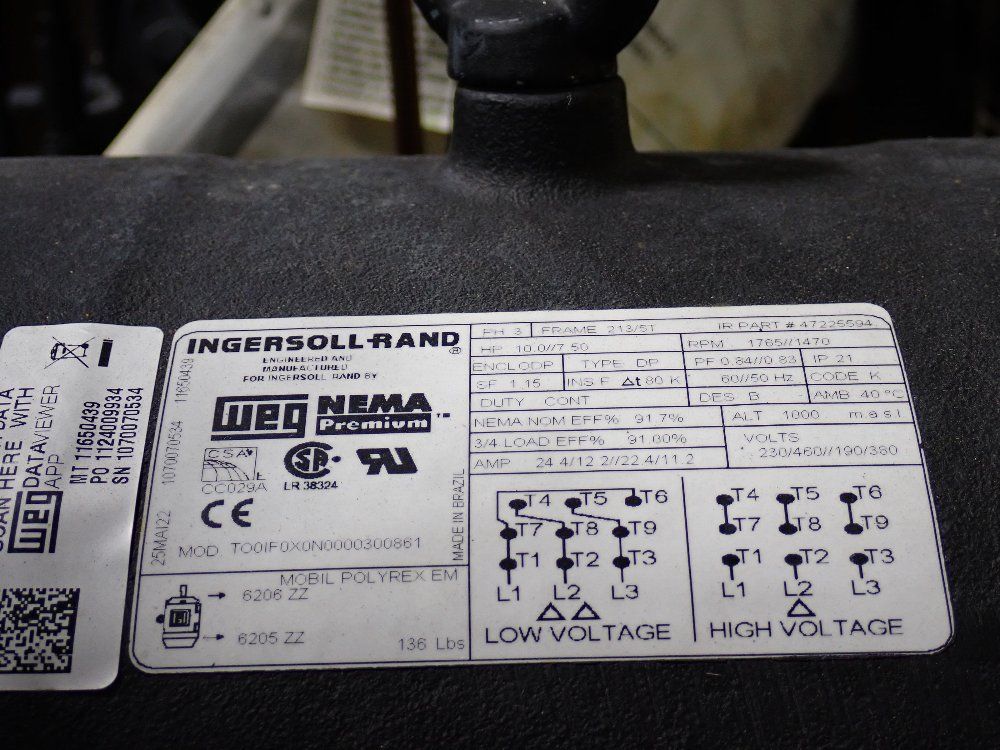 INGERSOLL-RAND®
ENGINEERED AND
MANUFACTURED
FOR INGERSOLL RAND BY
WEG NEMA
Premium™
CSA
CC029A
SA
LR 38324
UR
CE
MOD. TO0IF0X0N0000300861
25MAI22 1070070534 11650439
MADE IN BRAZIL
MOBIL POLYREX EM
6206 ZZ
6205 ZZ
136 Lbs
PH 3 FRAME 213/5T IR PART # 47225594
HP 10.0//7.50 RPM 1765//1470
ENCL ODP TYPE DP PF 0.84//0.83 IP 21
SF 1.15 INS F Δt 80 K 60//50 Hz CODE K
DUTY CONT DES B AMB 40°C
NEMA NOM EFF% 91.7% ALT 1000 m.a.s.l
3/4 LOAD EFF% 91.00% VOLTS
AMP 24.4/12.2//22.4/11.2 230/460//190/380
T4 T5 T6
T7 T8 T9
T1 T2 T3
L1 L2 L3
△ △
LOW VOLTAGE
T4 T5 T6
T7 T8 T9
T1 T2 T3
L1 L2 L3
△
HIGH VOLTAGE
SCAN HERE DATA
WITH
WEG DATAVIEWER
APP
MT 11650439
PO 1124009934
SN 1070070534